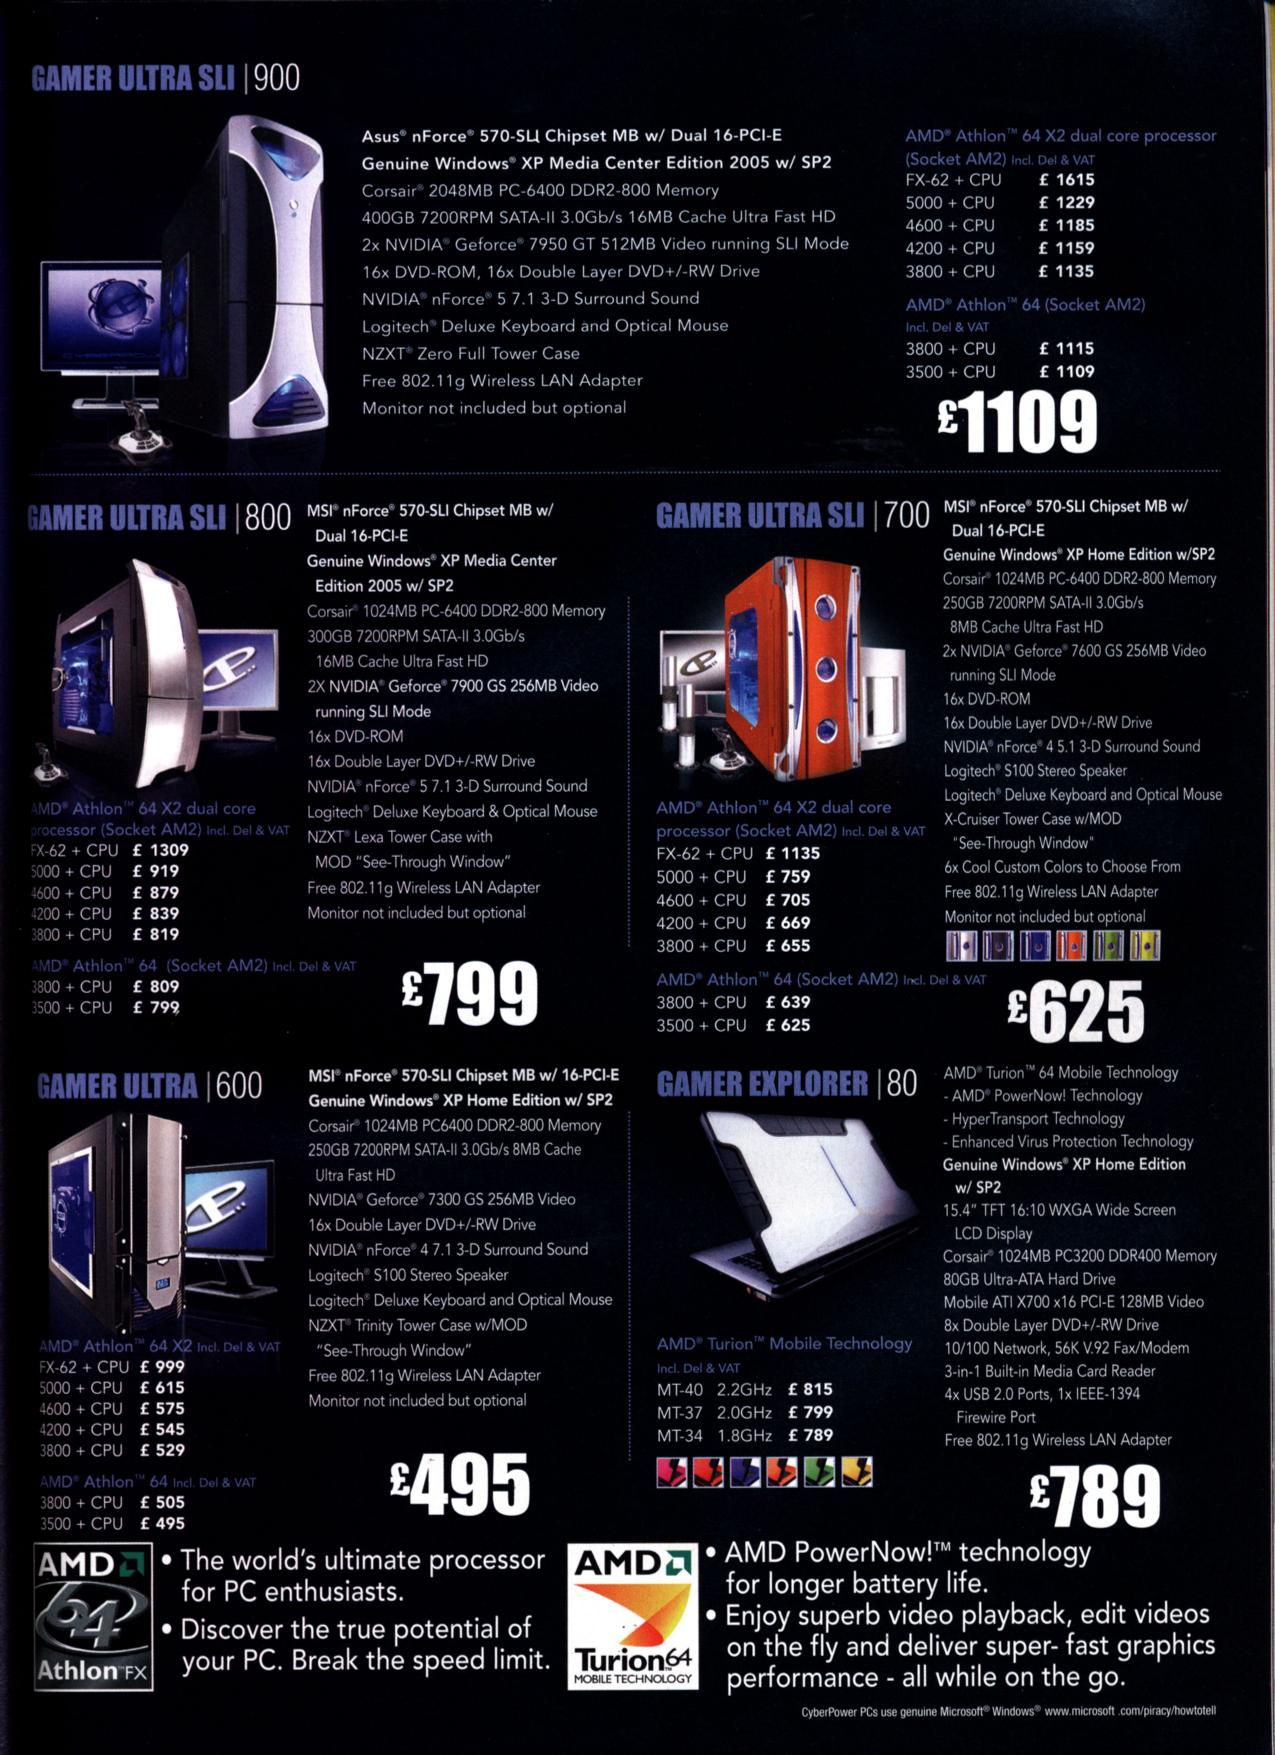 GAMER ULTRA SLI | 900
Asus® nForce® 570-SLI Chipset MB w/ Dual 16-PCI-E
Genuine Windows® XP Media Center Edition 2005 w/ SP2
Corsair® 2048MB PC-6400 DDR2-800 Memory
400GB 7200RPM SATA-II 3.0Gb/s 16MB Cache Ultra Fast HD
2x NVIDIA® Geforce® 7950 GT 512MB Video running SLI Mode
16x DVD-ROM, 16x Double Layer DVD+/-RW Drive
NVIDIA® nForce® 5 7.1 3-D Surround Sound
Logitech® Deluxe Keyboard and Optical Mouse
NZXT® Zero Full Tower Case
Free 802.11g Wireless LAN Adapter
Monitor not included but optional
AMD® Athlon™ 64 X2 dual core processor
(Socket AM2) Incl. Del & VAT
FX-62 + CPU £ 1615
5000 + CPU £ 1229
4600 + CPU £ 1185
4200 + CPU £ 1159
3800 + CPU £ 1135
AMD® Athlon™ 64 (Socket AM2)
Incl. Del & VAT
3800 + CPU £ 1115
3500 + CPU £ 1109
£1109
GAMER ULTRA SLI | 800
MSI® nForce® 570-SLI Chipset MB w/
Dual 16-PCI-E
Genuine Windows® XP Media Center
Edition 2005 w/ SP2
Corsair® 1024MB PC-6400 DDR2-800 Memory
300GB 7200RPM SATA-II 3.0Gb/s
16MB Cache Ultra Fast HD
2X NVIDIA® Geforce® 7900 GS 256MB Video
running SLI Mode
16x DVD-ROM
16x Double Layer DVD+/-RW Drive
NVIDIA® nForce® 5 7.1 3-D Surround Sound
Logitech® Deluxe Keyboard & Optical Mouse
NZXT® Lexa Tower Case with
MOD "See-Through Window"
Free 802.11g Wireless LAN Adapter
Monitor not included but optional
AMD® Athlon™ 64 X2 dual core
processor (Socket AM2) Incl. Del & VAT
FX-62 + CPU £ 1309
5000 + CPU £ 919
4600 + CPU £ 879
4200 + CPU £ 839
3800 + CPU £ 819
AMD® Athlon™ 64 (Socket AM2) Incl. Del & VAT
3800 + CPU £ 809
3500 + CPU £ 799
£799
GAMER ULTRA SLI | 700
MSI® nForce® 570-SLI Chipset MB w/
Dual 16-PCI-E
Genuine Windows® XP Home Edition w/SP2
Corsair® 1024MB PC-6400 DDR2-800 Memory
250GB 7200RPM SATA-II 3.0Gb/s
8MB Cache Ultra Fast HD
2x NVIDIA® Geforce® 7600 GS 256MB Video
running SLI Mode
16x DVD-ROM
16x Double Layer DVD+/-RW Drive
NVIDIA® nForce® 4 5.1 3-D Surround Sound
Logitech® S100 Stereo Speaker
Logitech® Deluxe Keyboard and Optical Mouse
X-Cruiser Tower Case w/MOD
"See-Through Window"
6x Cool Custom Colors to Choose From
Free 802.11g Wireless LAN Adapter
Monitor not included but optional
AMD® Athlon™ 64 X2 dual core
processor (Socket AM2) Incl. Del & VAT
FX-62 + CPU £ 1135
5000 + CPU £ 759
4600 + CPU £ 705
4200 + CPU £ 669
3800 + CPU £ 655
AMD® Athlon™ 64 (Socket AM2) Incl. Del & VAT
3800 + CPU £ 639
3500 + CPU £ 625
£625
GAMER ULTRA | 600
MSI® nForce® 570-SLI Chipset MB w/ 16-PCI-E
Genuine Windows® XP Home Edition w/ SP2
Corsair® 1024MB PC6400 DDR2-800 Memory
250GB 7200RPM SATA-II 3.0Gb/s 8MB Cache
Ultra Fast HD
NVIDIA® Geforce® 7300 GS 256MB Video
16x Double Layer DVD+/-RW Drive
NVIDIA® nForce® 4 7.1 3-D Surround Sound
Logitech® S100 Stereo Speaker
Logitech® Deluxe Keyboard and Optical Mouse
NZXT® Trinity Tower Case w/MOD
"See-Through Window"
Free 802.11g Wireless LAN Adapter
Monitor not included but optional
AMD® Athlon™ 64 X2 Incl. Del & VAT
FX-62 + CPU £ 999
5000 + CPU £ 615
4600 + CPU £ 575
4200 + CPU £ 545
3800 + CPU £ 529
AMD® Athlon™ 64 Incl. Del & VAT
3800 + CPU £ 505
3500 + CPU £ 495
£495
GAMER EXPLORER | 80
AMD® Turion™ 64 Mobile Technology
- AMD® PowerNow! Technology
- HyperTransport Technology
- Enhanced Virus Protection Technology
Genuine Windows® XP Home Edition
w/ SP2
15.4" TFT 16:10 WXGA Wide Screen
LCD Display
Corsair® 1024MB PC3200 DDR400 Memory
80GB Ultra-ATA Hard Drive
Mobile ATI X700 x16 PCI-E 128MB Video
8x Double Layer DVD+/-RW Drive
10/100 Network, 56K V.92 Fax/Modem
3-in-1 Built-in Media Card Reader
4x USB 2.0 Ports, 1x IEEE-1394
Firewire Port
Free 802.11g Wireless LAN Adapter
AMD® Turion™ Mobile Technology
Incl. Del & VAT
MT-40 2.2GHz £ 815
MT-37 2.0GHz £ 799
MT-34 1.8GHz £ 789
£789
AMD
64
Athlon™FX
• The world's ultimate processor
for PC enthusiasts.
• Discover the true potential of
your PC. Break the speed limit.
AMD
Turion 64
MOBILE TECHNOLOGY
• AMD PowerNow!™ technology
for longer battery life.
• Enjoy superb video playback, edit videos
on the fly and deliver super- fast graphics
performance - all while on the go.
CyberPower PCs use genuine Microsoft® Windows® www.microsoft .com/piracy/howtotell